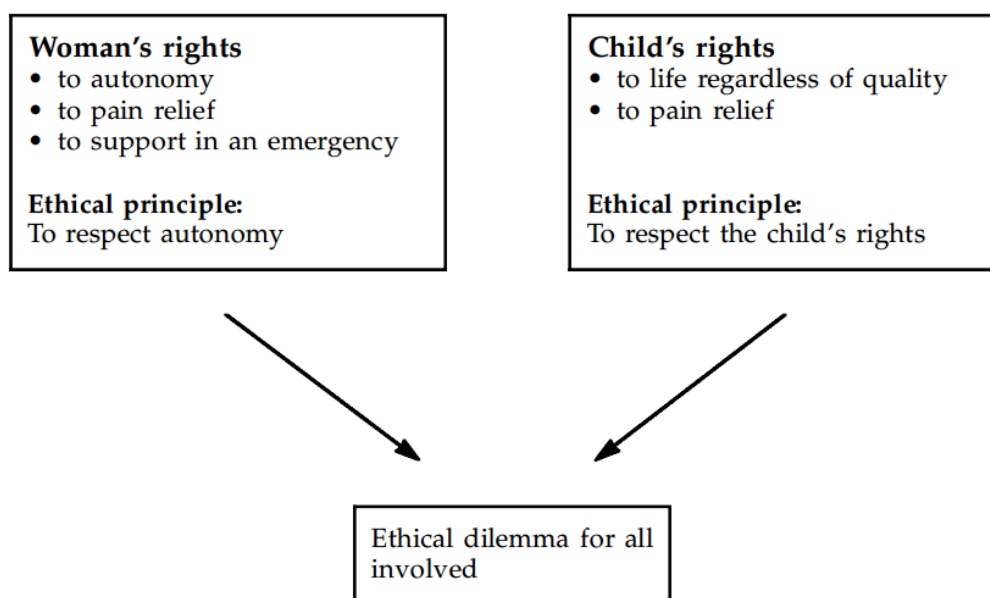 Woman's rights
• to autonomy
• to pain relief
• to support in an emergency
Ethical principle:
To respect autonomy
Child's rights
• to life regardless of quality
• to pain relief
Ethical principle:
To respect the child's rights
Ethical dilemma for all
involved